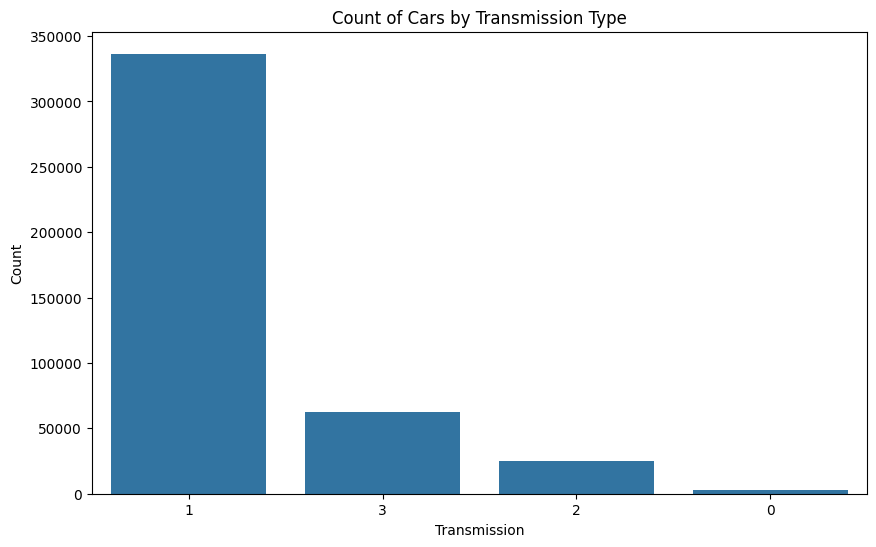 Count of Cars by Transmission Type
350000
300000
250000
200000
150000
100000
50000
0
Count
1 3 2 0
Transmission